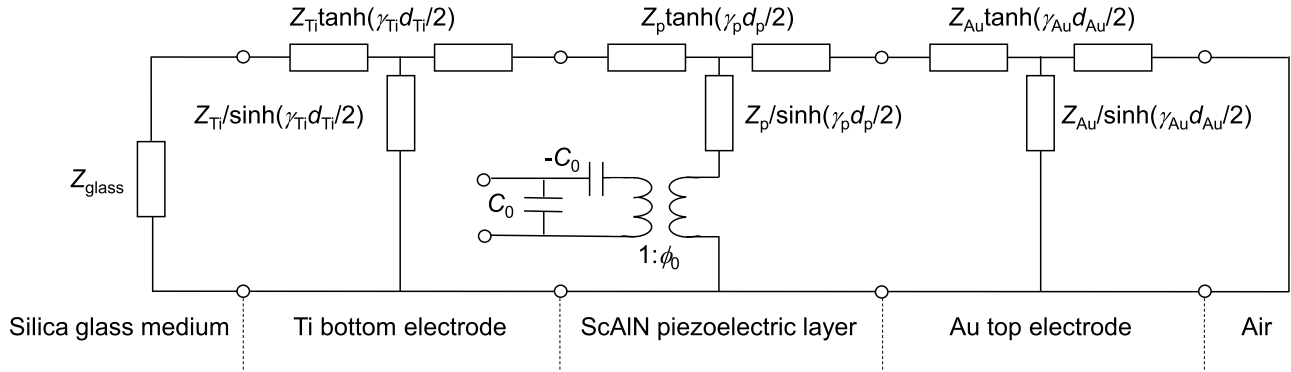 Z_Ti tanh(γ_Ti d_Ti/2)
Z_p tanh(γ_p d_p/2)
Z_Au tanh(γ_Au d_Au/2)
Z_Ti/sinh(γ_Ti d_Ti/2)
Z_p/sinh(γ_p d_p/2)
Z_Au/sinh(γ_Au d_Au/2)
Z_glass
-C_0
C_0
1:ϕ_0
Silica glass medium
Ti bottom electrode
ScAlN piezoelectric layer
Au top electrode
Air